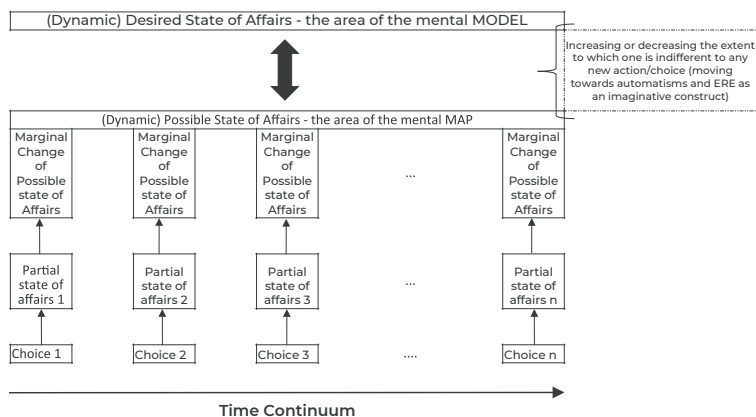 (Dynamic) Desired State of Affairs - the area of the mental MODEL
Increasing or decreasing the extent
to which one is indifferent to any
new action/choice (moving
towards automatisms and ERE as
an imaginative construct)
(Dynamic) Possible State of Affairs - the area of the mental MAP
Marginal
Change
of
Possible
state of
Affairs
Marginal
Change
of
Possible
state of
Affairs
Marginal
Change
of
Possible
state of
Affairs
...
Marginal
Change
of
Possible
state of
Affairs
Partial
state of
affairs 1
Partial
state of
affairs 2
Partial
state of
affairs 3
...
Partial
state of
affairs n
Choice 1
Choice 2
Choice 3
....
Choice n
Time Continuum